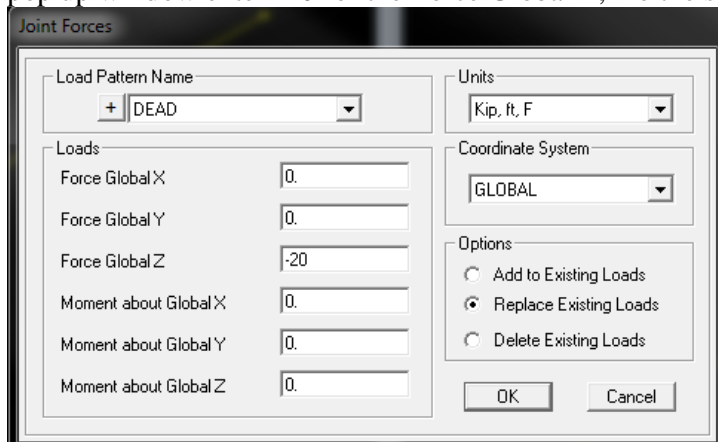 Joint Forces
Load Pattern Name
+ DEAD
Units
Kip, ft, F
Loads
Force Global X 0.
Force Global Y 0.
Force Global Z -20
Moment about Global X 0.
Moment about Global Y 0.
Moment about Global Z 0.
Coordinate System
GLOBAL
Options
Add to Existing Loads
Replace Existing Loads
Delete Existing Loads
OK Cancel